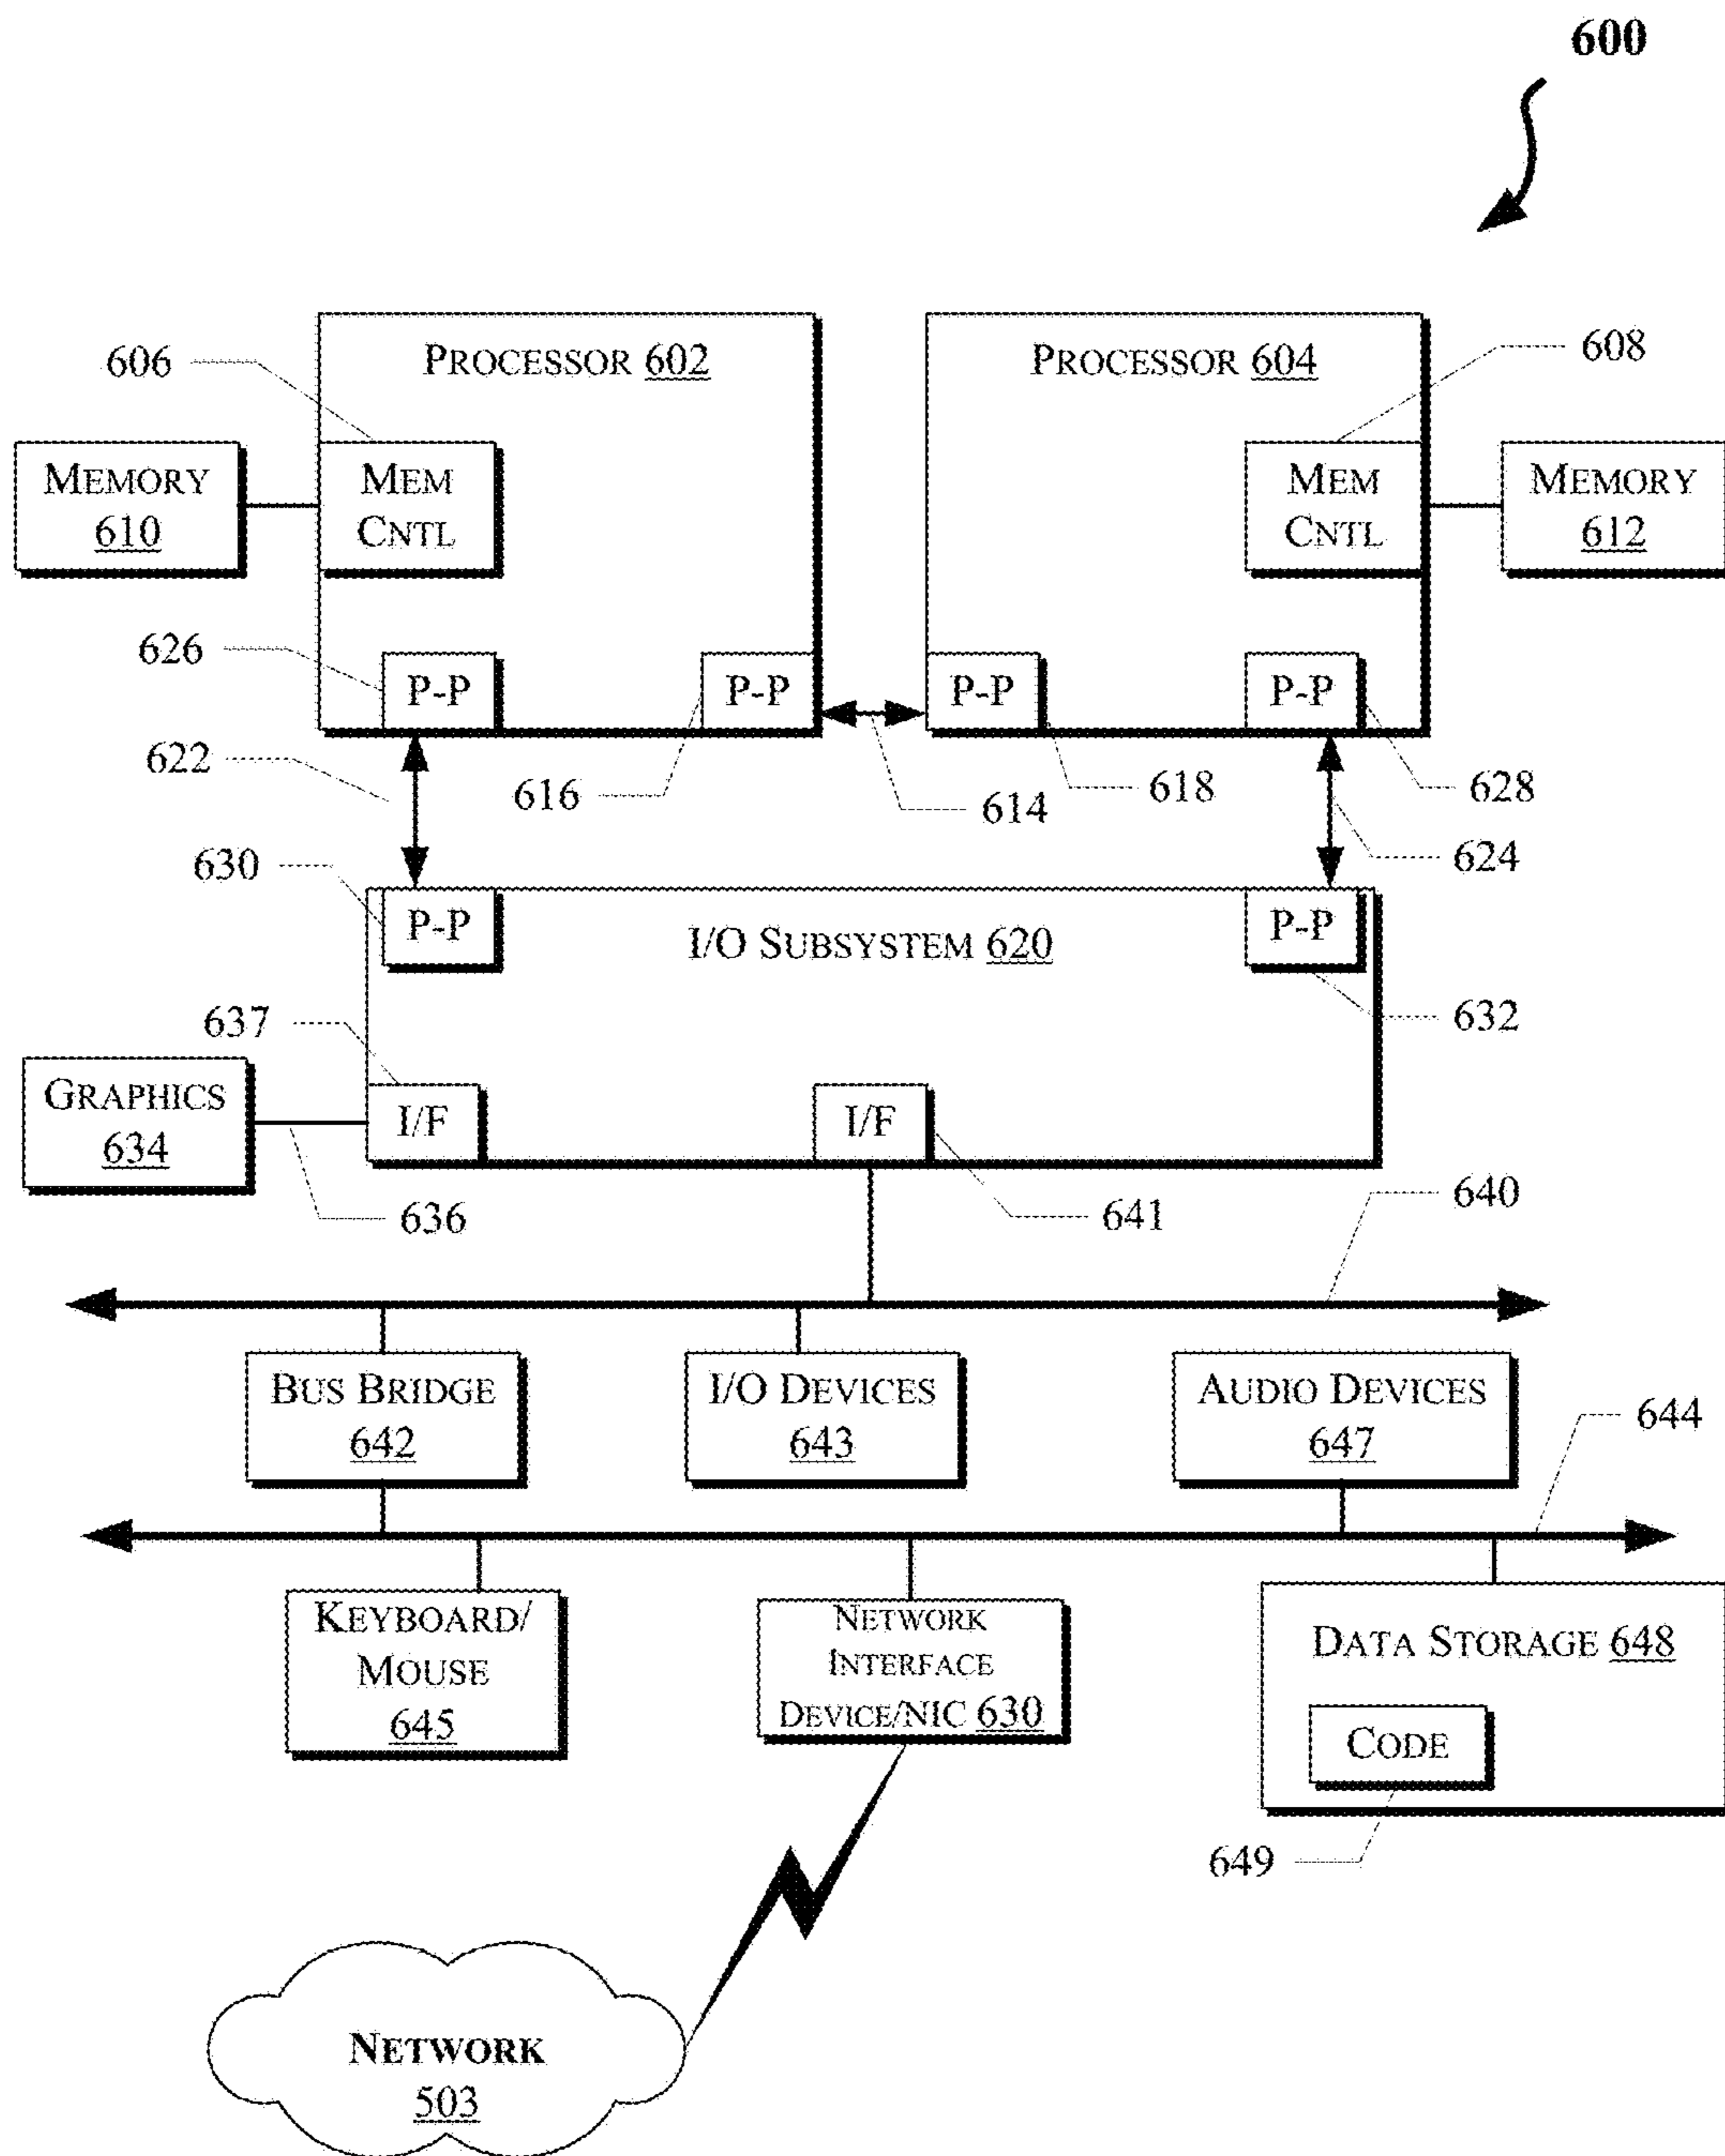 600
PROCESSOR 602
PROCESSOR 604
606
608
MEMORY
610
MEM
CNTL
MEM
CNTL
MEMORY
612
626
P-P
P-P
P-P
P-P
622
616
614
618
628
624
630
P-P
I/O SUBSYSTEM 620
P-P
632
637
GRAPHICS
634
I/F
I/F
636
641
640
BUS BRIDGE
642
I/O DEVICES
643
AUDIO DEVICES
647
644
KEYBOARD/
MOUSE
645
NETWORK
INTERFACE
DEVICE/NIC 630
DATA STORAGE 648
CODE
649
NETWORK
503